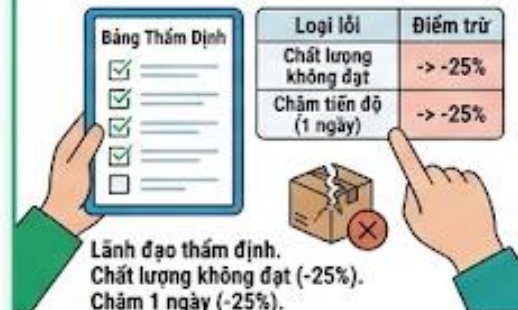 Bảng Thẩm Định
Loại lỗi Điểm trừ
Chất lượng
không đạt -> -25%
Chậm tiến độ
(1 ngày) -> -25%
Lãnh đạo thẩm định.
Chất lượng không đạt (-25%).
Chậm 1 ngày (-25%).